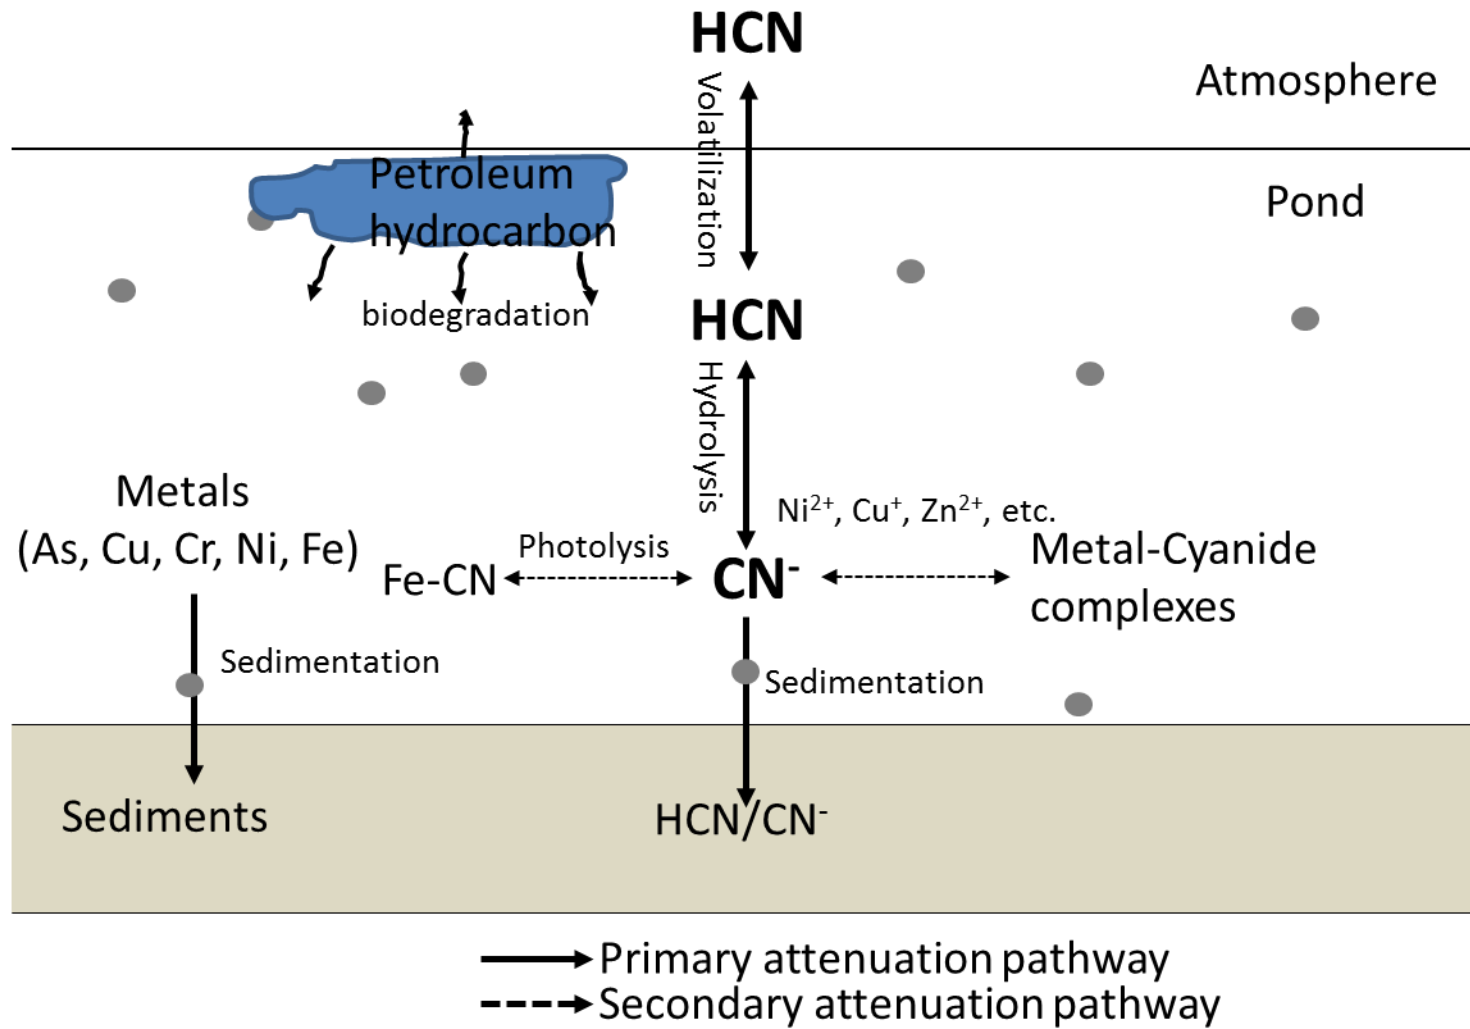 HCN
Volatilization
Atmosphere
Petroleum
hydrocarbon
Pond
biodegradation
HCN
Hydrolysis
Metals
(As, Cu, Cr, Ni, Fe)
Ni²⁺, Cu⁺, Zn²⁺, etc.
Photolysis
Fe-CN
CN⁻
Metal-Cyanide
complexes
Sedimentation
Sedimentation
Sediments
HCN/CN⁻
Primary attenuation pathway
Secondary attenuation pathway